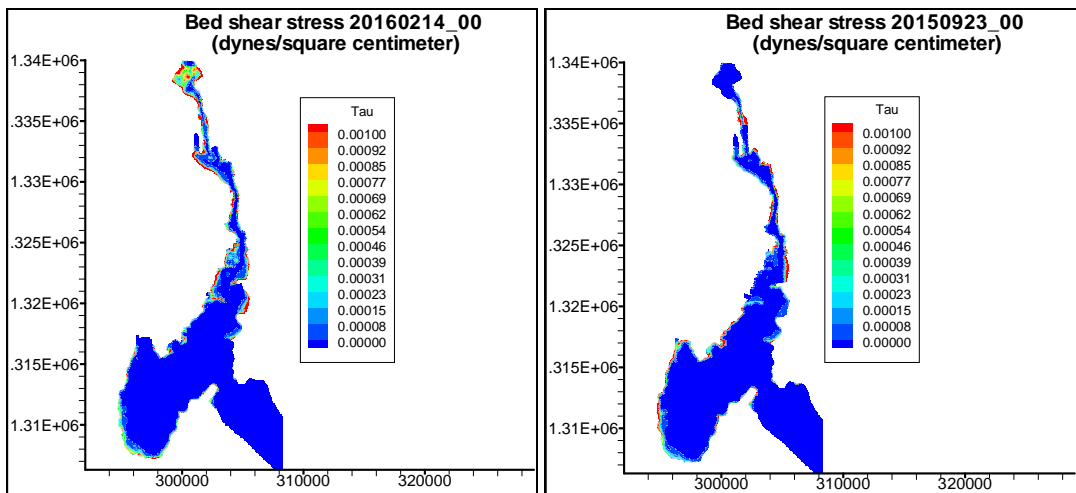 Bed shear stress 20160214_00
(dynes/square centimeter)
1.34E+06
.335E+06
1.33E+06
.325E+06
1.32E+06
.315E+06
1.31E+06
300000
310000
320000
Tau
0.00100
0.00092
0.00085
0.00077
0.00069
0.00062
0.00054
0.00046
0.00039
0.00031
0.00023
0.00015
0.00008
0.00000
Bed shear stress 20150923_00
(dynes/square centimeter)
1.34E+06
.335E+06
1.33E+06
.325E+06
1.32E+06
.315E+06
1.31E+06
300000
310000
320000
Tau
0.00100
0.00092
0.00085
0.00077
0.00069
0.00062
0.00054
0.00046
0.00039
0.00031
0.00023
0.00015
0.00008
0.00000